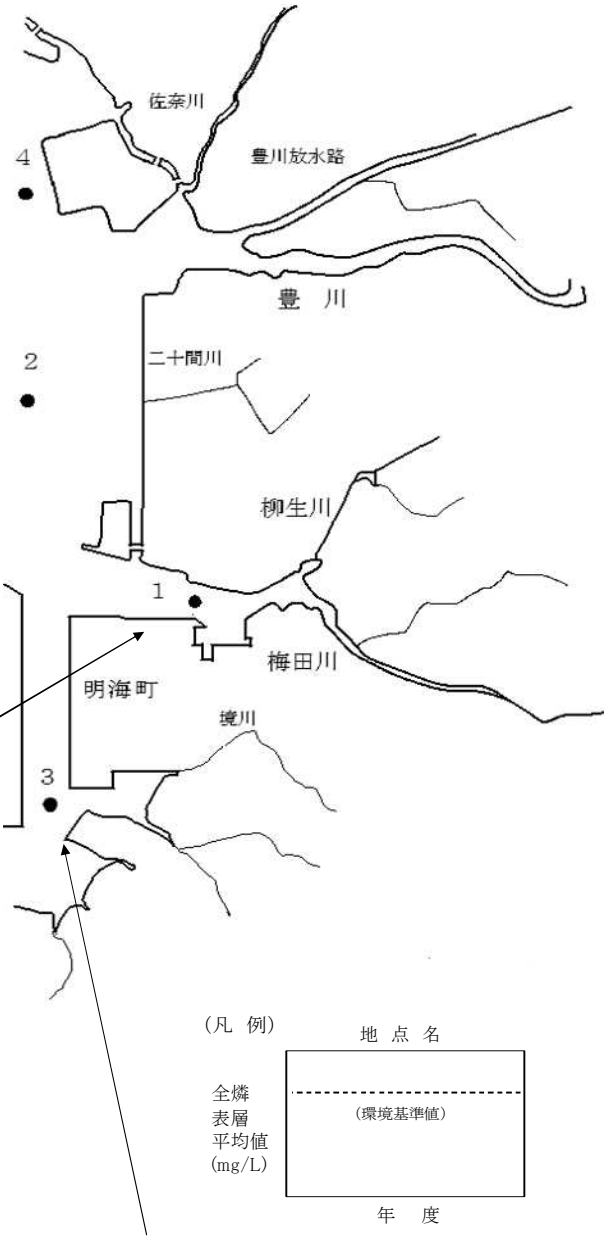 佐奈川
4
豊川放水路
豊 川
2
二十間川
柳生川
1
梅田川
明海町
境川
3
(凡 例)
地 点 名
全燐
表層
平均値
(mg/L)
(環境基準値)
年 度